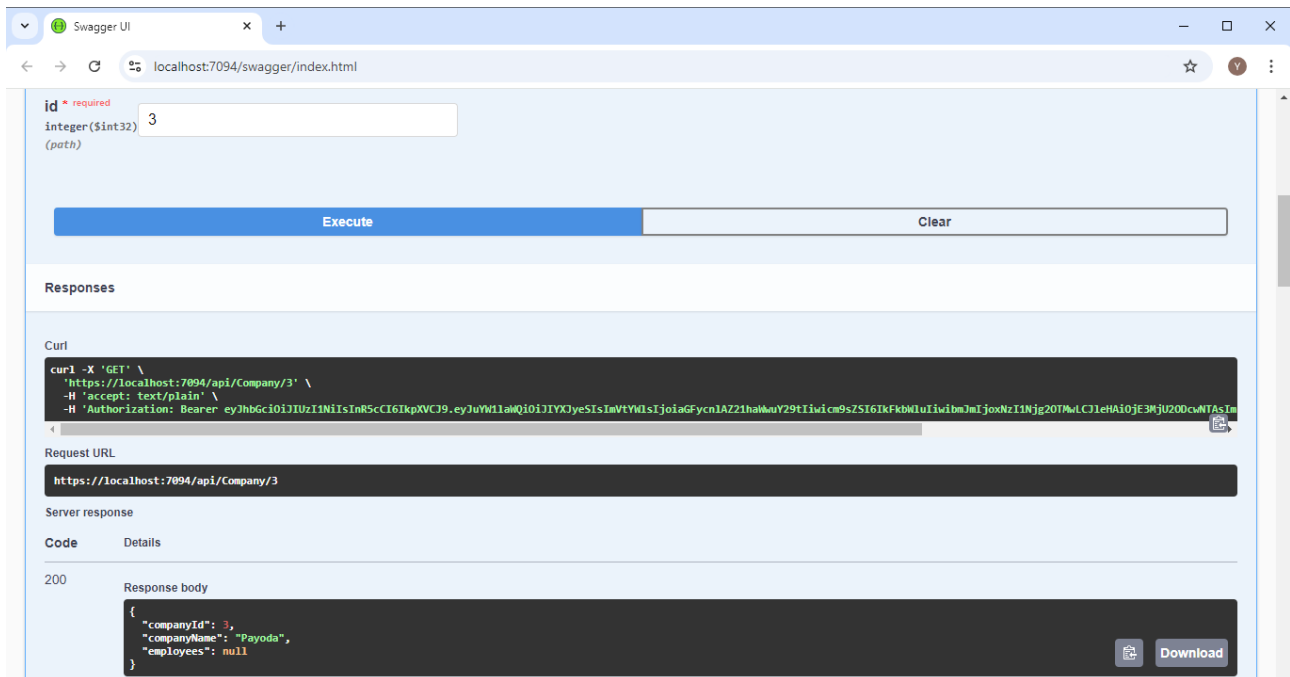 Swagger UI
localhost:7094/swagger/index.html
Y
id * required
integer($int32)
(path)
3
Execute
Clear
Responses
Curl
curl -X 'GET' \
'https://localhost:7094/api/Company/3' \
-H 'accept: text/plain' \
-H 'Authorization: Bearer
Request URL
https://localhost:7094/api/Company/3
Server response
Code Details
200
Response body
{
"companyId": 3,
"companyName": "Payoda",
"employees": null
}
Download